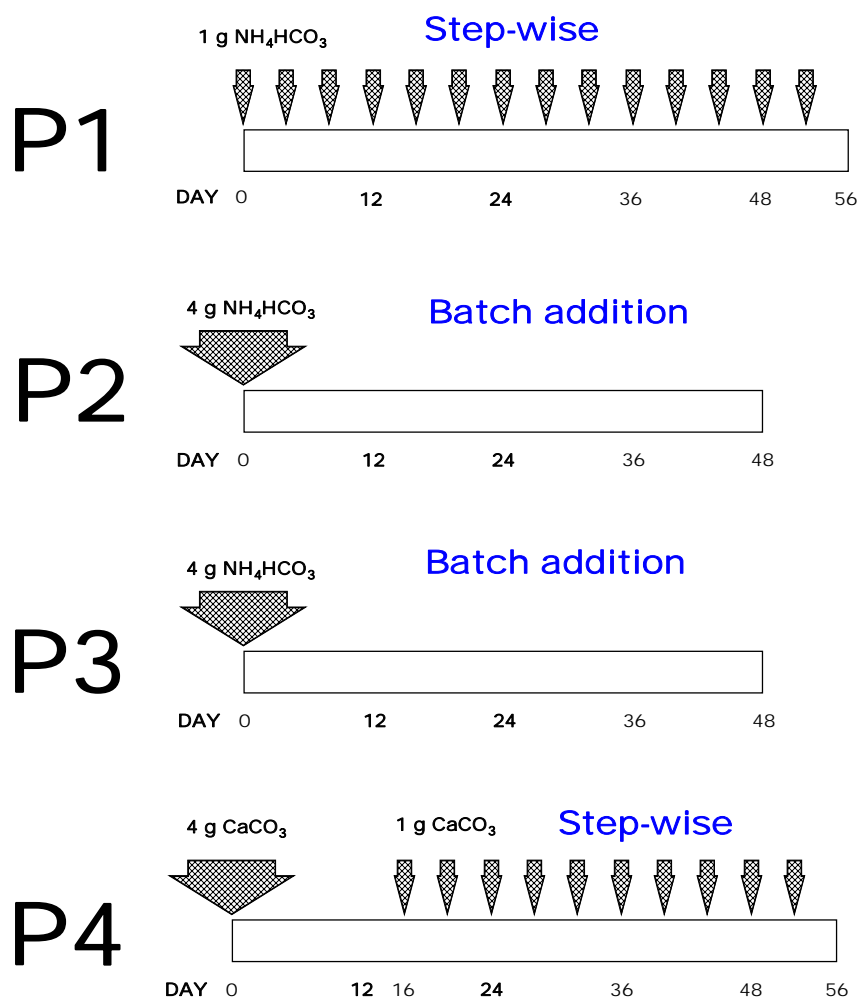 1 g NH₄HCO₃ Step-wise
P1
DAY 0 12 24 36 48 56
4 g NH₄HCO₃ Batch addition
P2
DAY 0 12 24 36 48
4 g NH₄HCO₃ Batch addition
P3
DAY 0 12 24 36 48
4 g CaCO₃ 1 g CaCO₃ Step-wise
P4
DAY 0 12 16 24 36 48 56